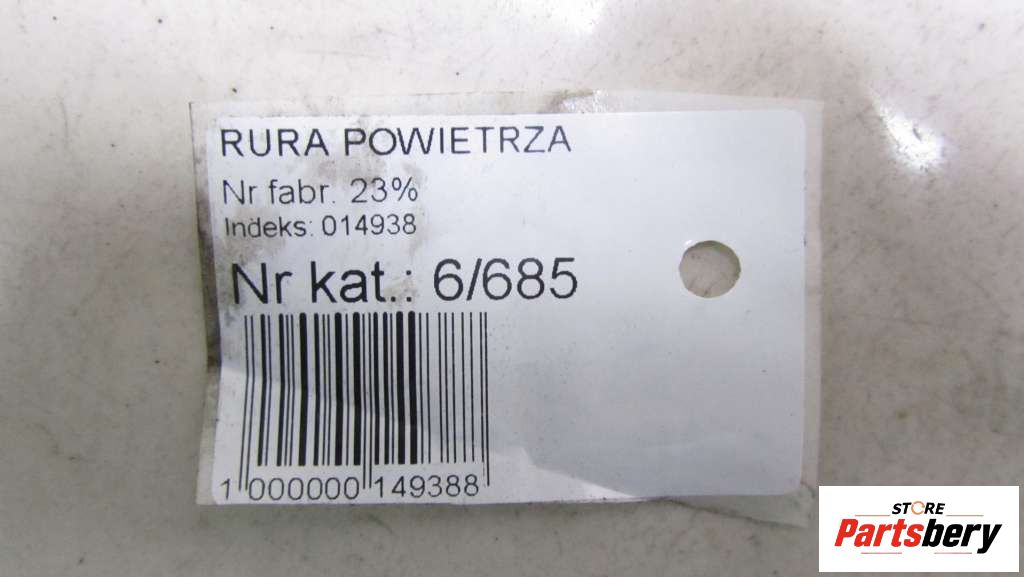 RURA POWIETRZA
Nr fabr. 23%
Indeks: 014938
Nr kat.: 6/685
1 000000 149388
STORE
Partsbery